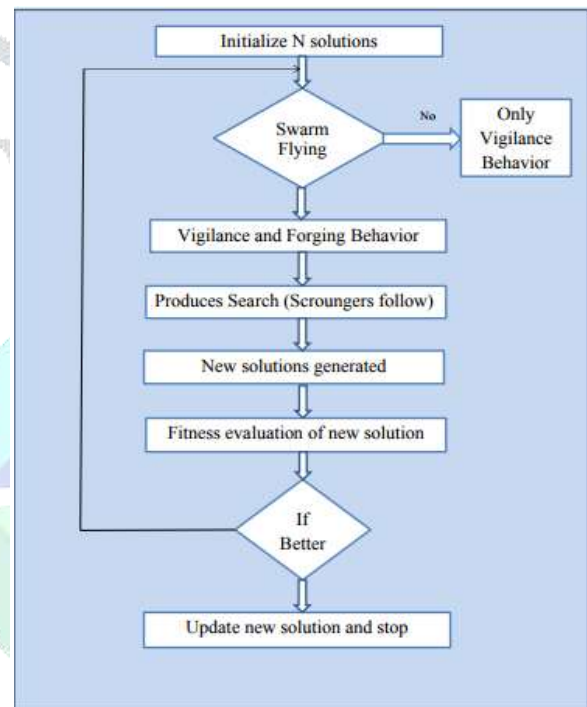 Initialize N solutions
Swarm
Flying
No
Only
Vigilance
Behavior
Vigilance and Forging Behavior
Produces Search (Scroungers follow)
New solutions generated
Fitness evaluation of new solution
If
Better
Update new solution and stop